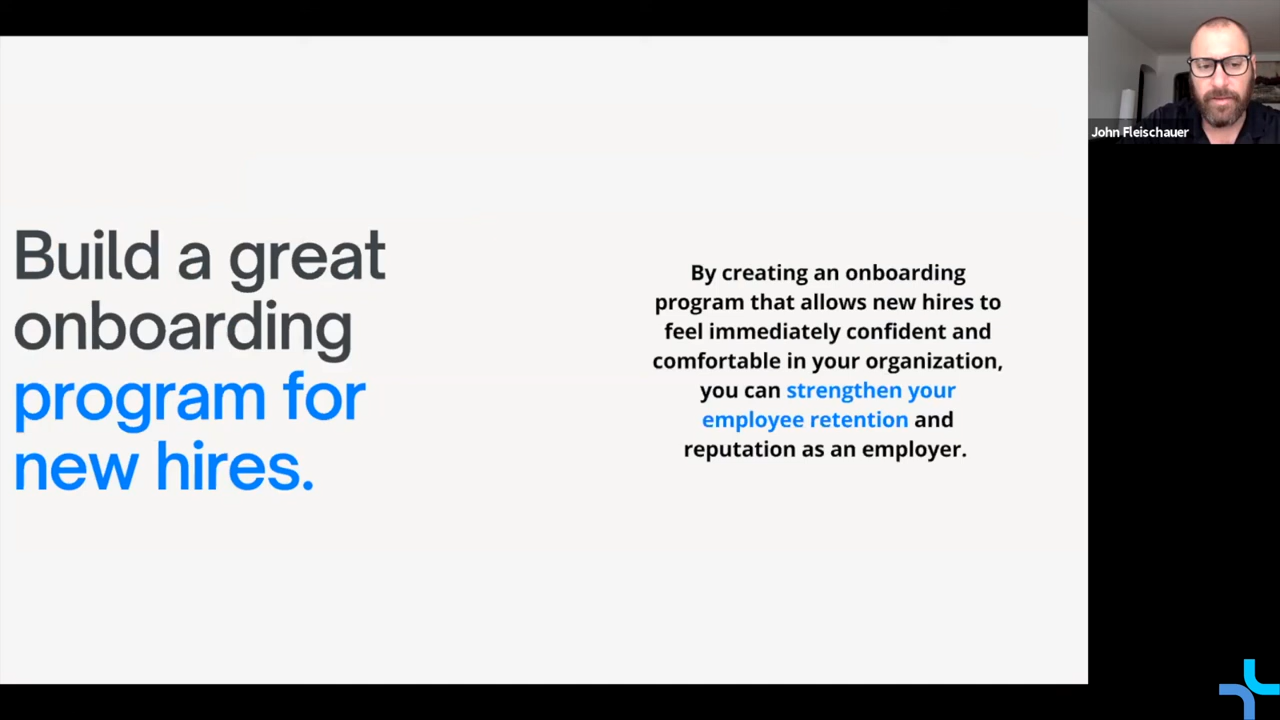 Build a great
onboarding
program for
new hires.
By creating an onboarding
program that allows new hires to
feel immediately confident and
comfortable in your organization,
you can strengthen your
employee retention and
reputation as an employer.
John Fleischauer